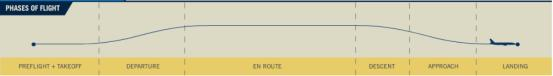 PHASES OF FLIGHT
PREFLIGHT + TAKEOFF
DEPARTURE
EN ROUTE
DESCENT
APPROACH
LANDING